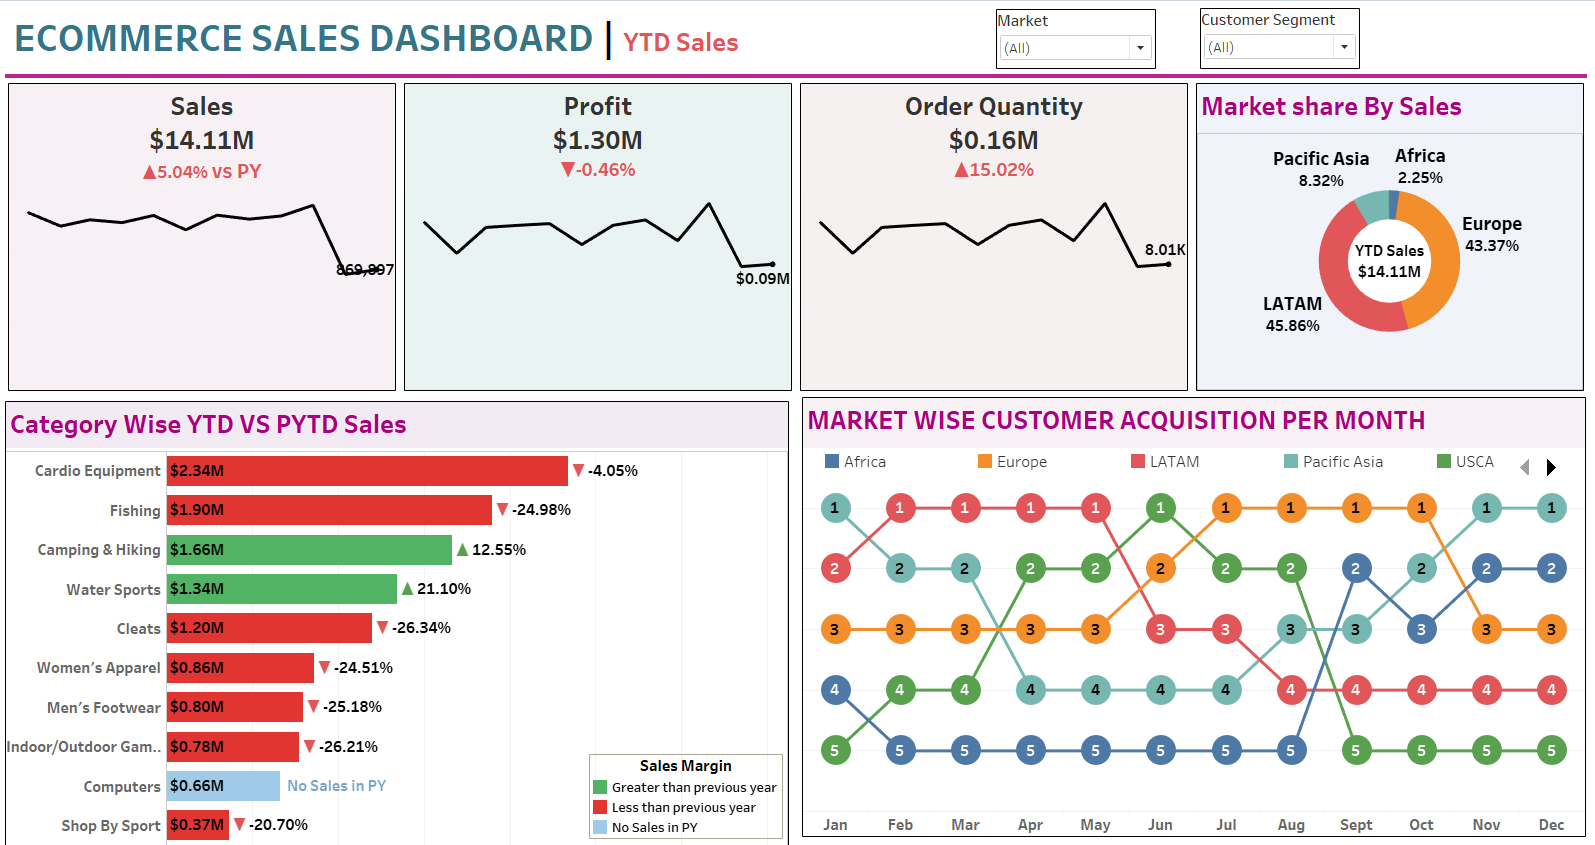 ECOMMERCE SALES DASHBOARD | YTD Sales
Market
(All)
Customer Segment
(All)
Sales
$14.11M
▲5.04% vs PY
869,897
Profit
$1.30M
▼-0.46%
$0.09M
Order Quantity
$0.16M
▲15.02%
8.01K
Market share By Sales
Pacific Asia
8.32%
Africa
2.25%
Europe
43.37%
YTD Sales
$14.11M
LATAM
45.86%
Category Wise YTD VS PYTD Sales
Cardio Equipment $2.34M ▼ -4.05%
Fishing $1.90M ▼ -24.98%
Camping & Hiking $1.66M ▲ 12.55%
Water Sports $1.34M ▲ 21.10%
Cleats $1.20M ▼ -26.34%
Women's Apparel $0.86M ▼ -24.51%
Men's Footwear $0.80M ▼ -25.18%
Indoor/Outdoor Gam.. $0.78M ▼ -26.21%
Computers $0.66M No Sales in PY
Shop By Sport $0.37M ▼ -20.70%
Sales Margin
Greater than previous year
Less than previous year
No Sales in PY
MARKET WISE CUSTOMER ACQUISITION PER MONTH
Africa Europe LATAM Pacific Asia USCA
1 1 1 1 1 1 1 1 1 1 1 1
2 2 2 2 2 2 2 2 2 2 2 2
3 3 3 3 3 3 3 3 3 3 3 3
4 4 4 4 4 4 4 4 4 4 4 4
5 5 5 5 5 5 5 5 5 5 5 5
Jan Feb Mar Apr May Jun Jul Aug Sept Oct Nov Dec